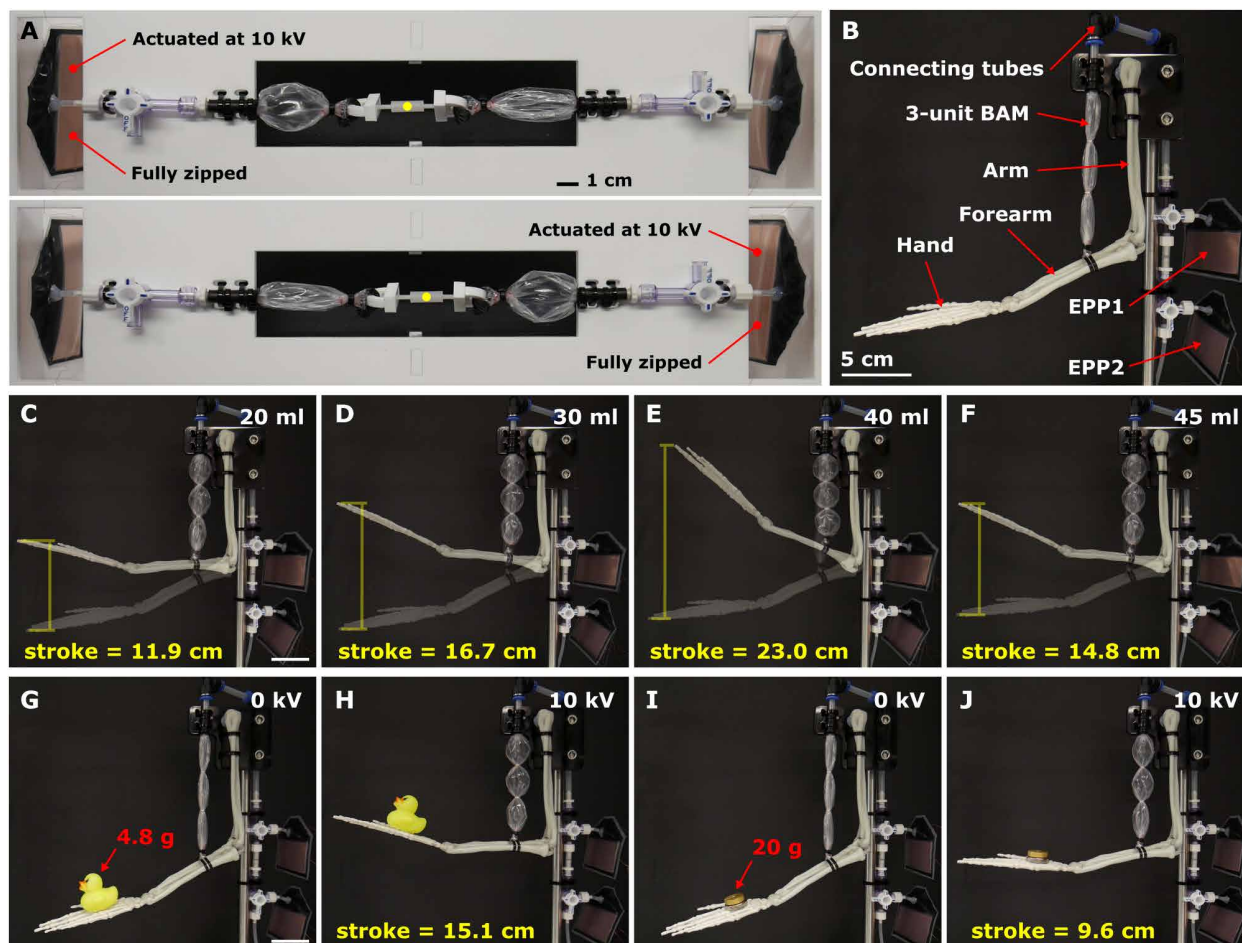 A
Actuated at 10 kV
Fully zipped
1 cm
Actuated at 10 kV
Fully zipped
B
Connecting tubes
3-unit BAM
Arm
Forearm
Hand
EPP1
EPP2
5 cm
C
20 ml
stroke = 11.9 cm
D
30 ml
stroke = 16.7 cm
E
40 ml
stroke = 23.0 cm
F
45 ml
stroke = 14.8 cm
G
0 kV
4.8 g
H
10 kV
stroke = 15.1 cm
I
0 kV
20 g
J
10 kV
stroke = 9.6 cm